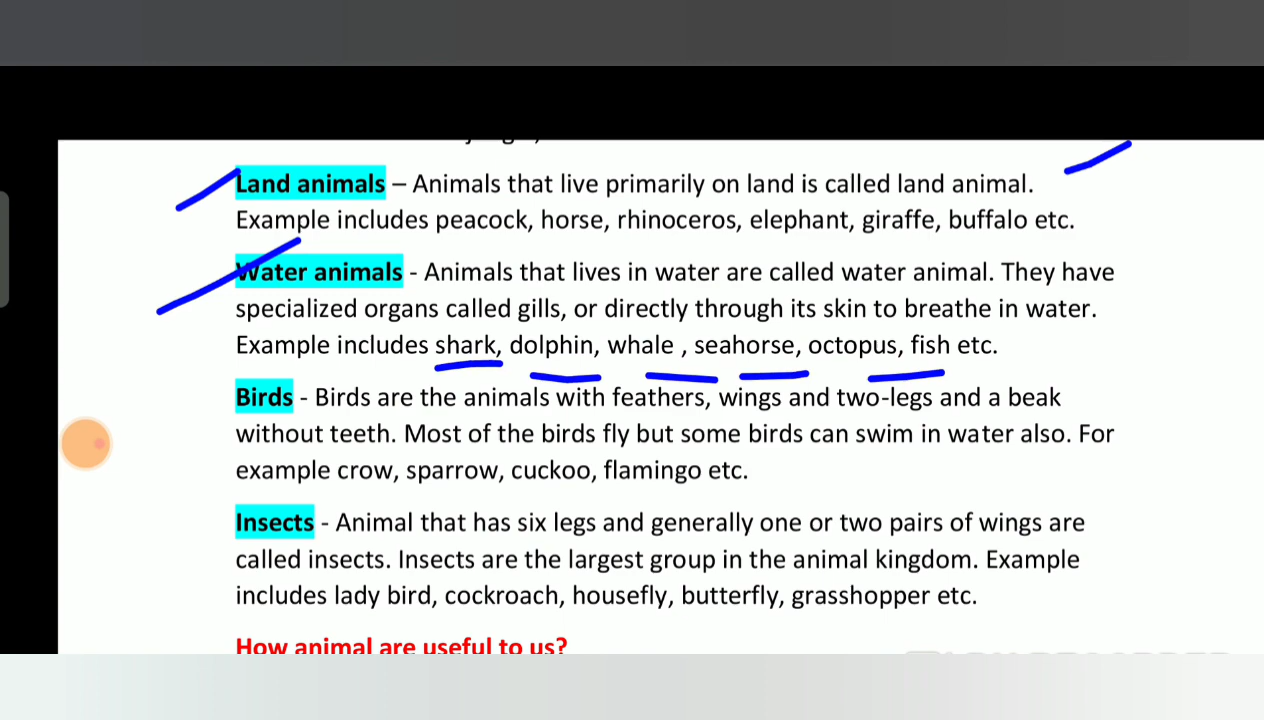 Land animals – Animals that live primarily on land is called land animal.
Example includes peacock, horse, rhinoceros, elephant, giraffe, buffalo etc.
Water animals - Animals that lives in water are called water animal. They have
specialized organs called gills, or directly through its skin to breathe in water.
Example includes shark, dolphin, whale , seahorse, octopus, fish etc.
Birds - Birds are the animals with feathers, wings and two-legs and a beak
without teeth. Most of the birds fly but some birds can swim in water also. For
example crow, sparrow, cuckoo, flamingo etc.
Insects - Animal that has six legs and generally one or two pairs of wings are
called insects. Insects are the largest group in the animal kingdom. Example
includes lady bird, cockroach, housefly, butterfly, grasshopper etc.
How animal are useful to us?